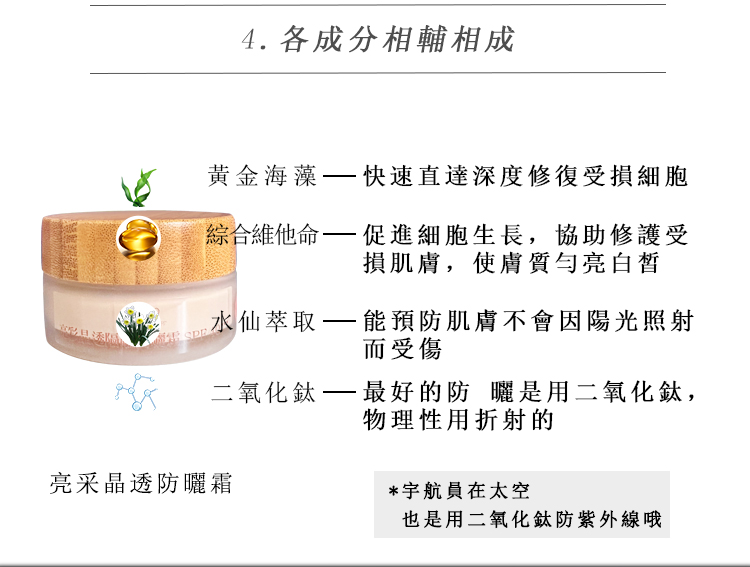 4. 各成分相輔相成
黃金海藻 — 快速直達深度修復受損細胞
綜合維他命 — 促進細胞生長，協助修護受
損肌膚，使膚質勻亮白皙
水仙萃取 — 能預防肌膚不會因陽光照射
而受傷
二氧化鈦 — 最好的防 曬是用二氧化鈦，
物理性用折射的
亮采晶透防曬霜
*宇航員在太空
也是用二氧化鈦防紫外線哦